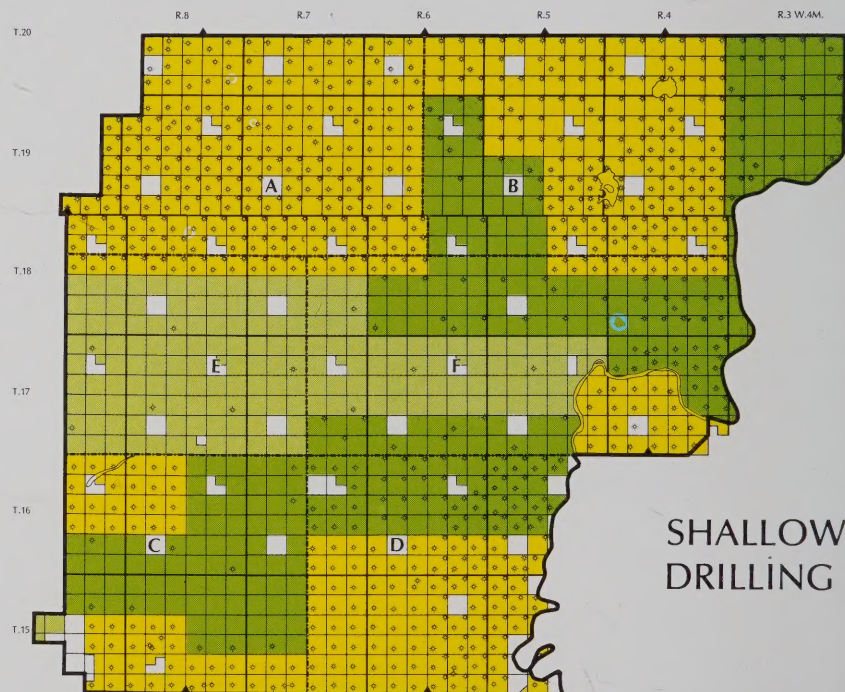 R.8 R.7 R.6 R.5 R.4 R.3 W.4M.
T.20
T.19
A B
T.18
E F
T.17
T.16
C D
SHALLOW
DRILLING
T.15